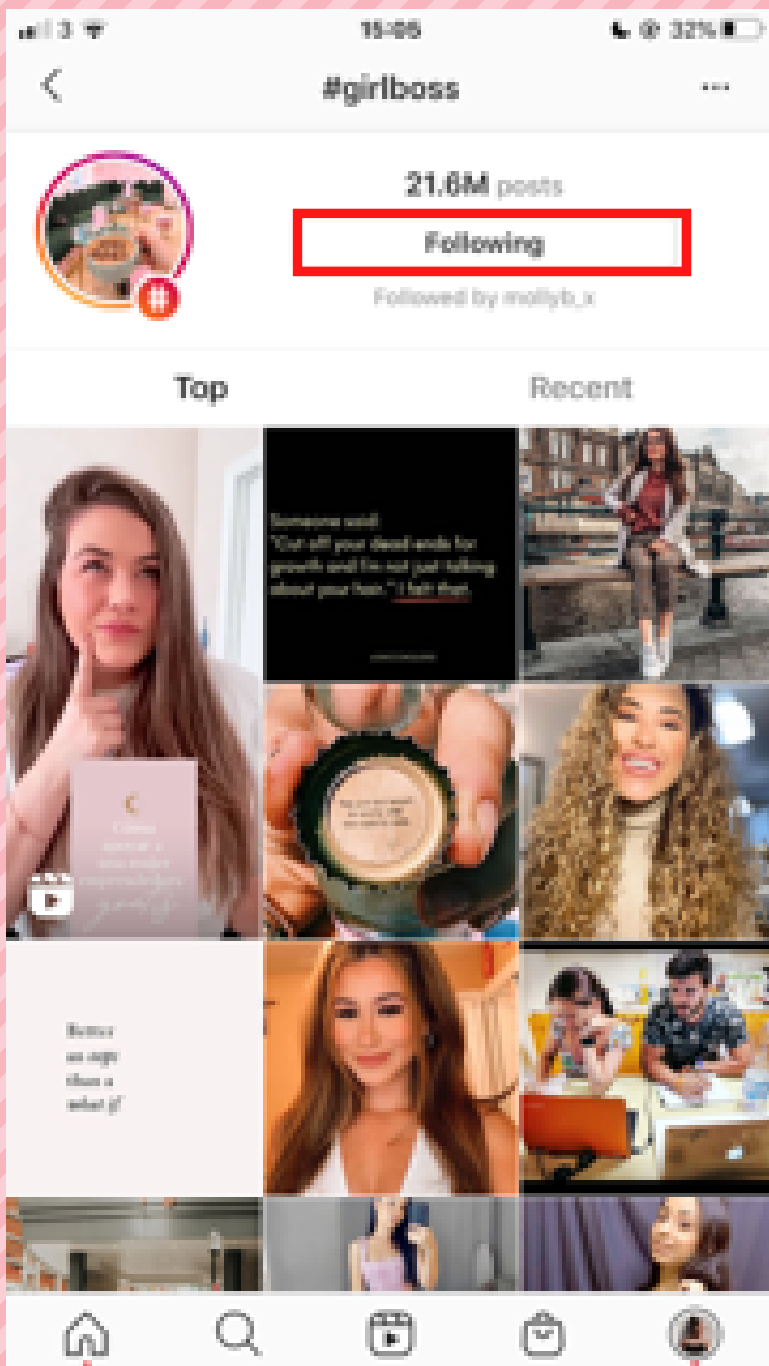 3
15:05
32%
#girlboss
21.6M posts
Following
Followed by mollyb_x
Top
Recent
Someone said:
"Cut off your dead ends for
growth and I'm not just talking
about your hair." I felt that.
Better
an oops
than a
what if